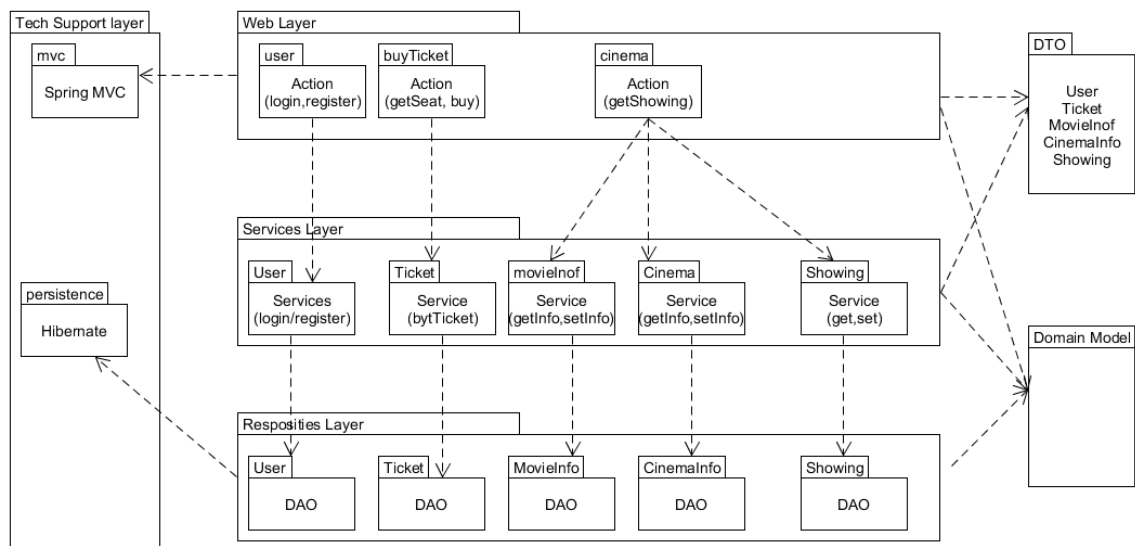 Tech Support layer
mvc
Spring MVC
persistence
Hibernate
Web Layer
user
Action
(login,register)
buyTicket
Action
(getSeat, buy)
cinema
Action
(getShowing)
Services Layer
User
Services
(login/register)
Ticket
Service
(bytTicket)
movieInof
Service
(getInfo,setInfo)
Cinema
Service
(getInfo,setInfo)
Showing
Service
(get,set)
Resposities Layer
User
DAO
Ticket
DAO
MovieInfo
DAO
CinemaInfo
DAO
Showing
DAO
DTO
User
Ticket
MovieInof
CinemaInfo
Showing
Domain Model